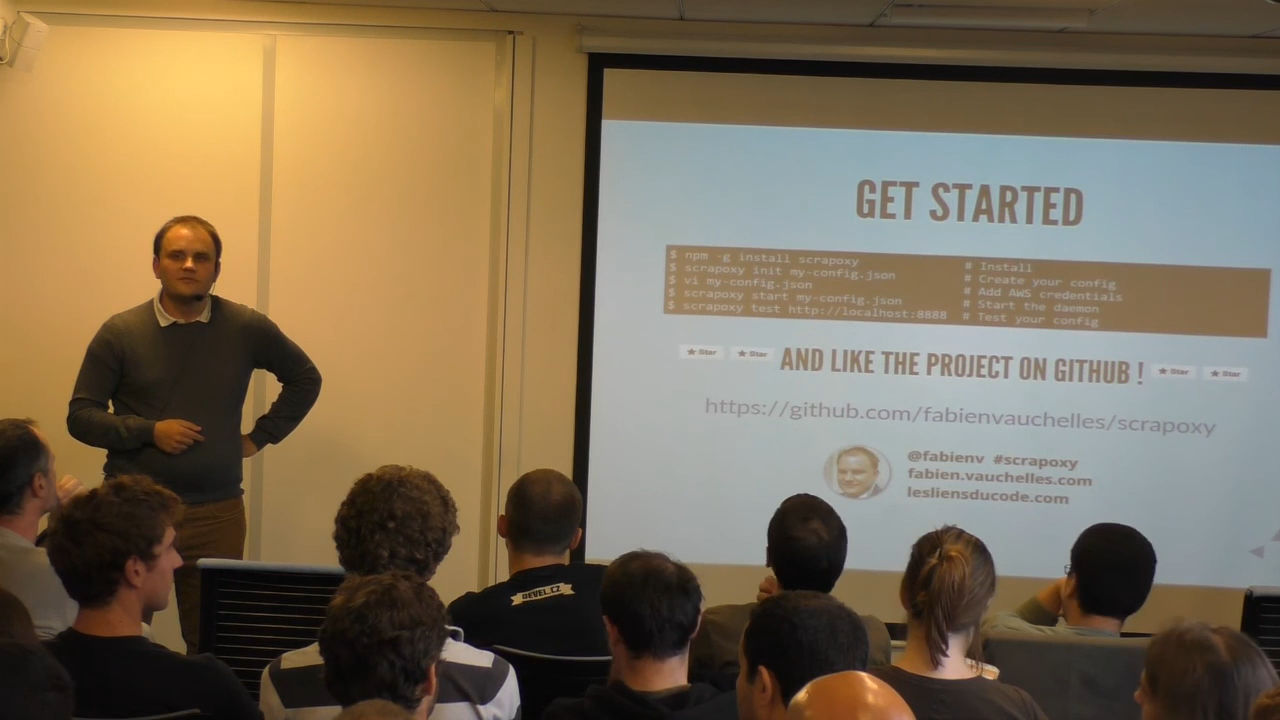 GET STARTED
$ npm -g install scrapoxy # Install
$ scrapoxy init my-config.json # Create your config
$ vi my-config.json # Add AWS credentials
$ scrapoxy start my-config.json # Start the daemon
$ scrapoxy test http://localhost:8888 # Test your config
★ Star ★ Star AND LIKE THE PROJECT ON GITHUB ! ★ Star ★ Star
https://github.com/fabienvauchelles/scrapoxy
@fabienv #scrapoxy
fabien.vauchelles.com
lesliensducode.com
DEVEL.CZ